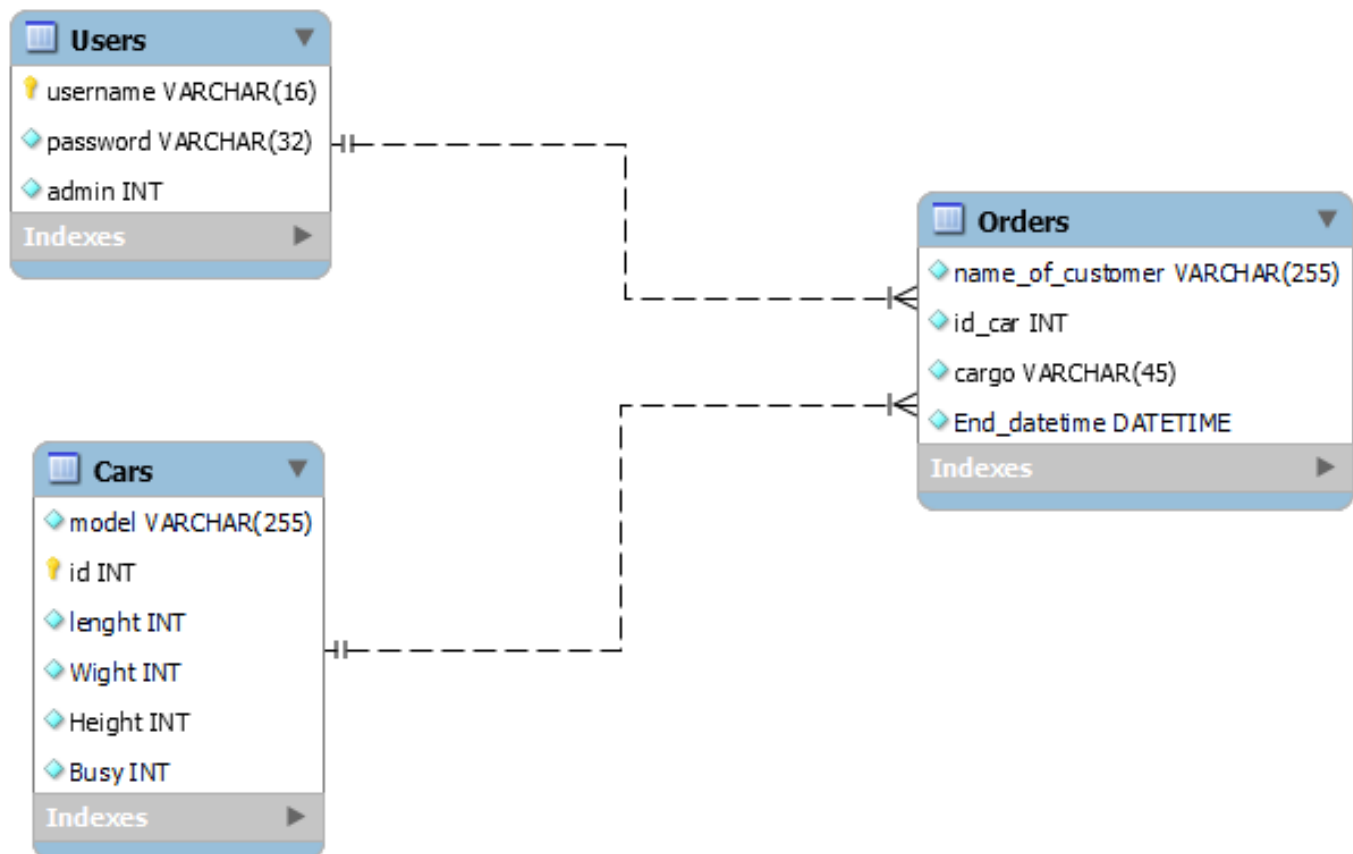 Users
username VARCHAR(16)
password VARCHAR(32)
admin INT
Indexes
Orders
name_of_customer VARCHAR(255)
id_car INT
cargo VARCHAR(45)
End_datetime DATETIME
Indexes
Cars
model VARCHAR(255)
id INT
lenght INT
Wight INT
Height INT
Busy INT
Indexes